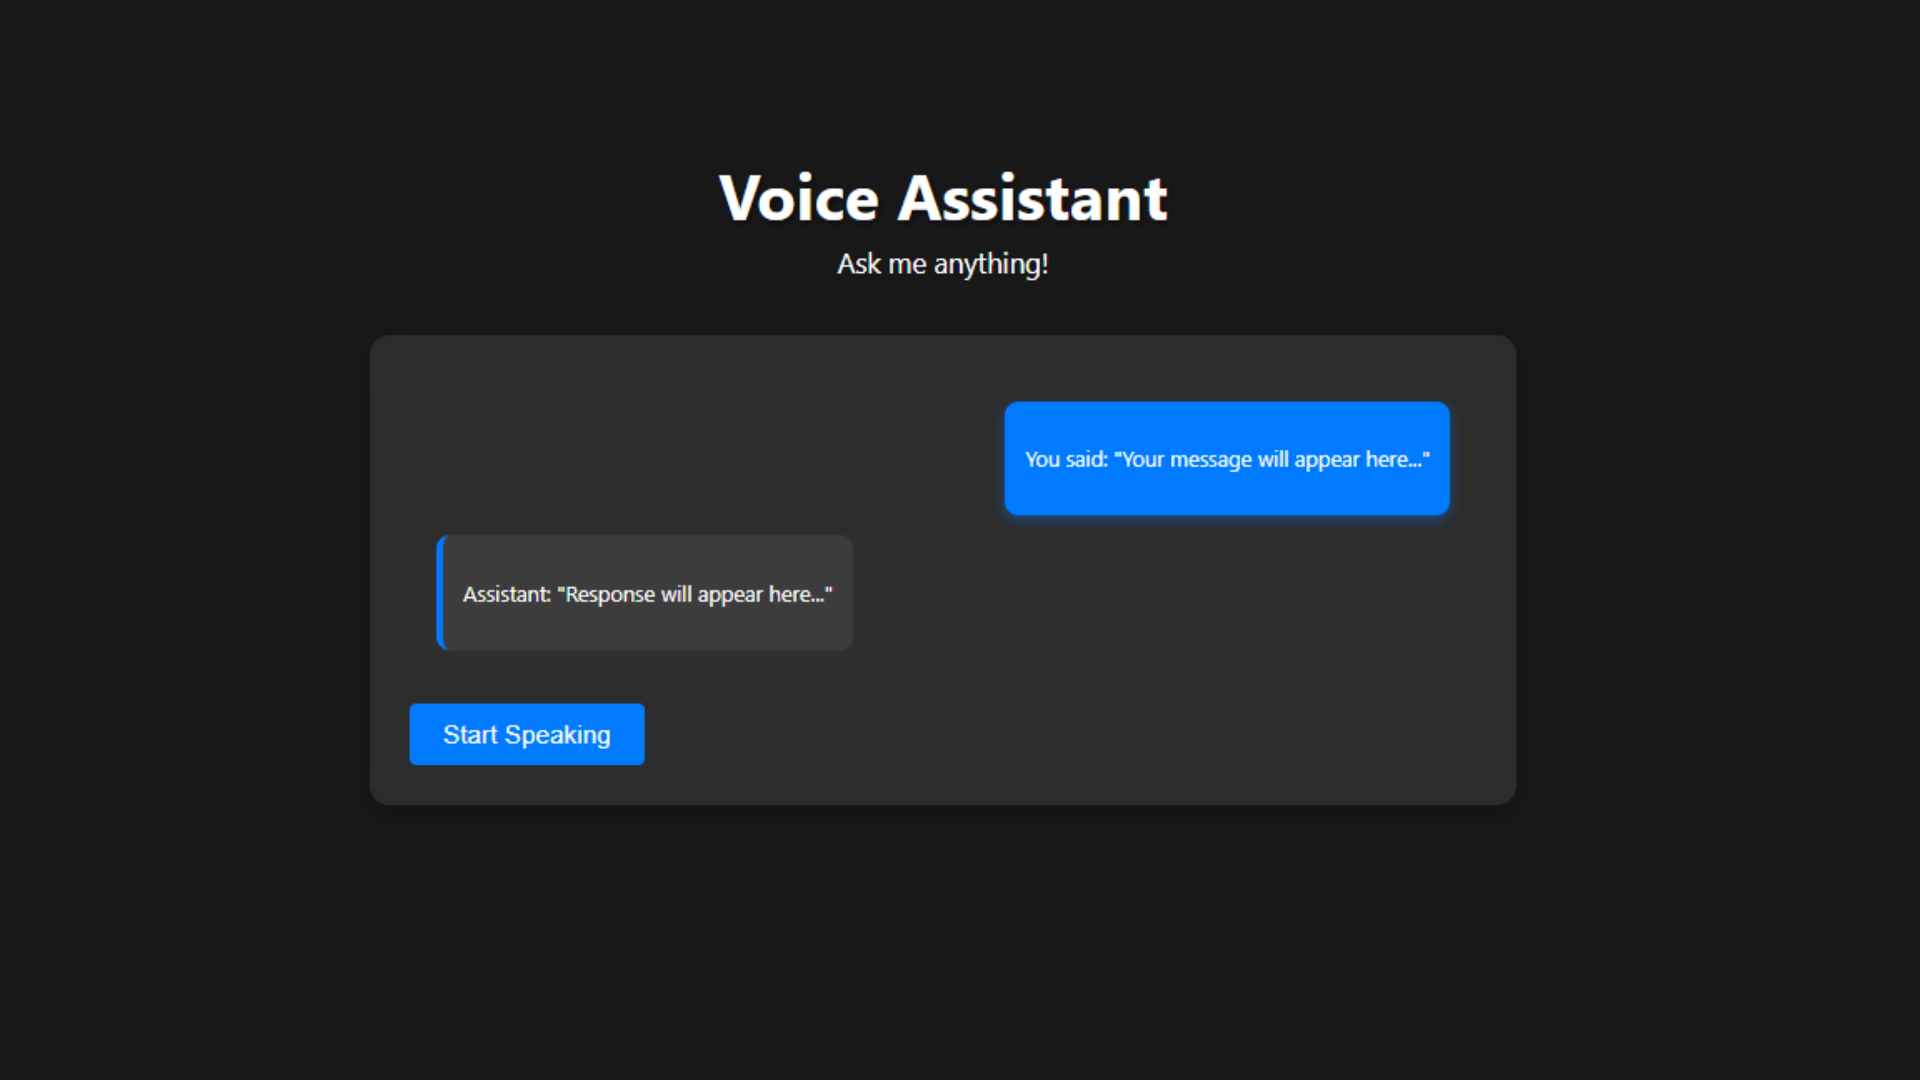 Voice Assistant
Ask me anything!
You said: "Your message will appear here..."
Assistant: "Response will appear here..."
Start Speaking